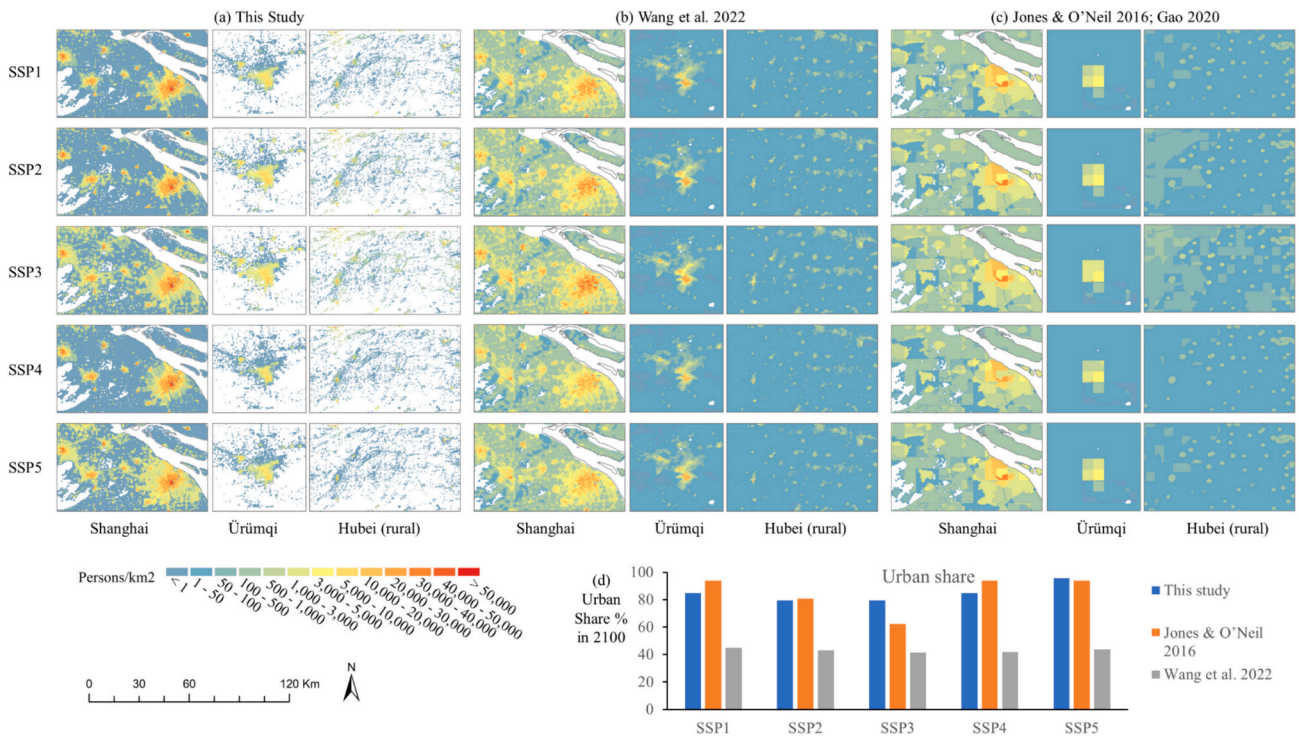 (a) This Study
(b) Wang et al. 2022
(c) Jones & O'Neil 2016; Gao 2020
SSP1
SSP2
SSP3
SSP4
SSP5
Shanghai
Ürümqi
Hubei (rural)
Shanghai
Ürümqi
Hubei (rural)
Shanghai
Ürümqi
Hubei (rural)
Persons/km2
< 1
1 - 50
50 - 100
100 - 500
500 - 1,000
1,000 - 3,000
3,000 - 5,000
5,000 - 10,000
10,000 - 20,000
20,000 - 30,000
30,000 - 40,000
40,000 - 50,000
> 50,000
0 30 60 120 Km
N
(d)
Urban
Share %
in 2100
Urban share
100
80
60
40
20
0
SSP1
SSP2
SSP3
SSP4
SSP5
This study
Jones & O'Neil
2016
Wang et al. 2022